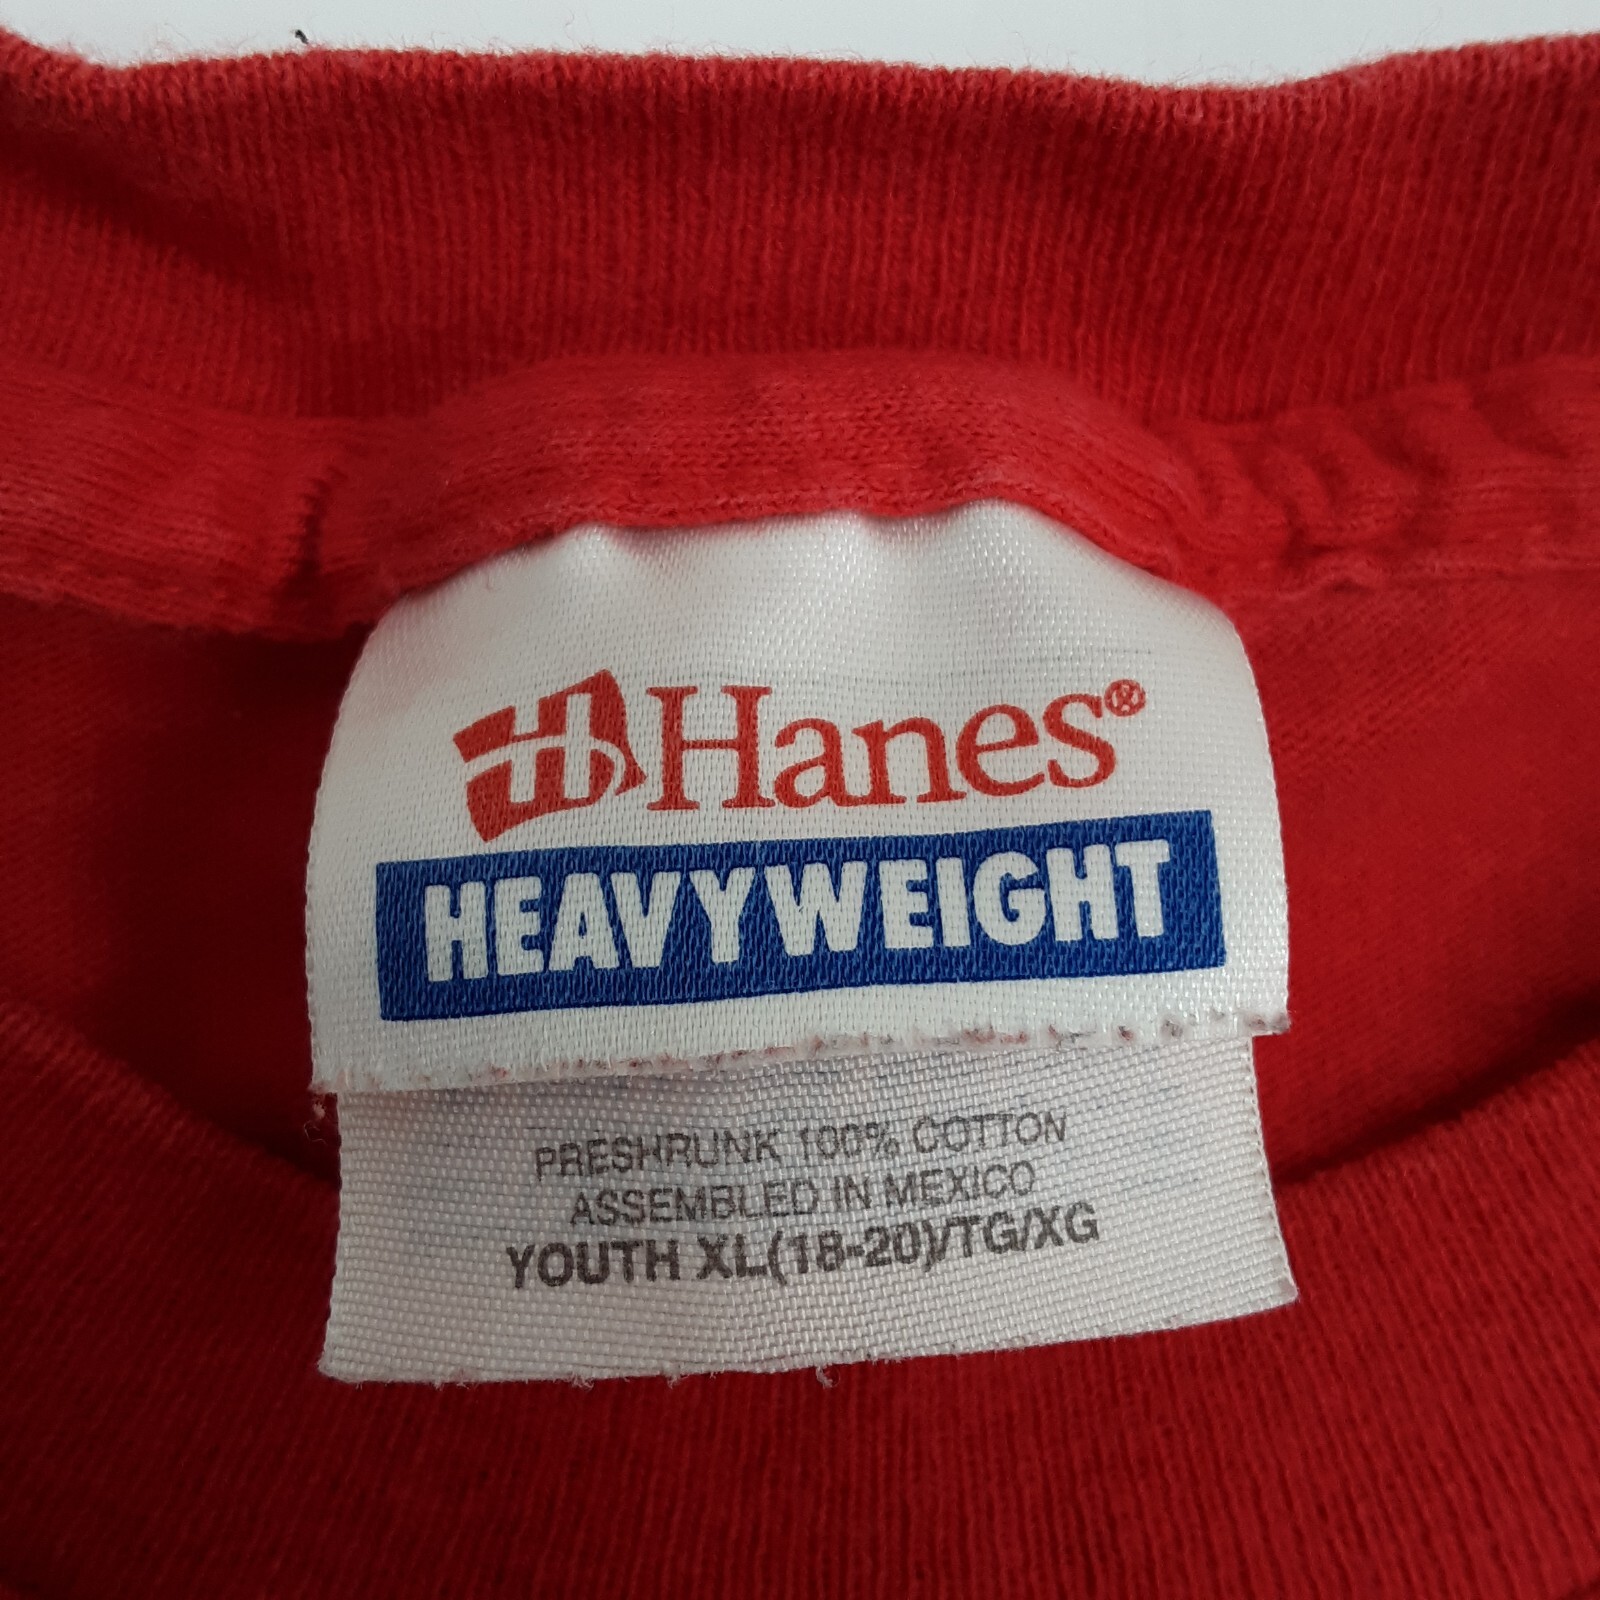 Hanes®
HEAVYWEIGHT
PRESHRUNK 100% COTTON
ASSEMBLED IN MEXICO
YOUTH XL(18-20)/TG/XG